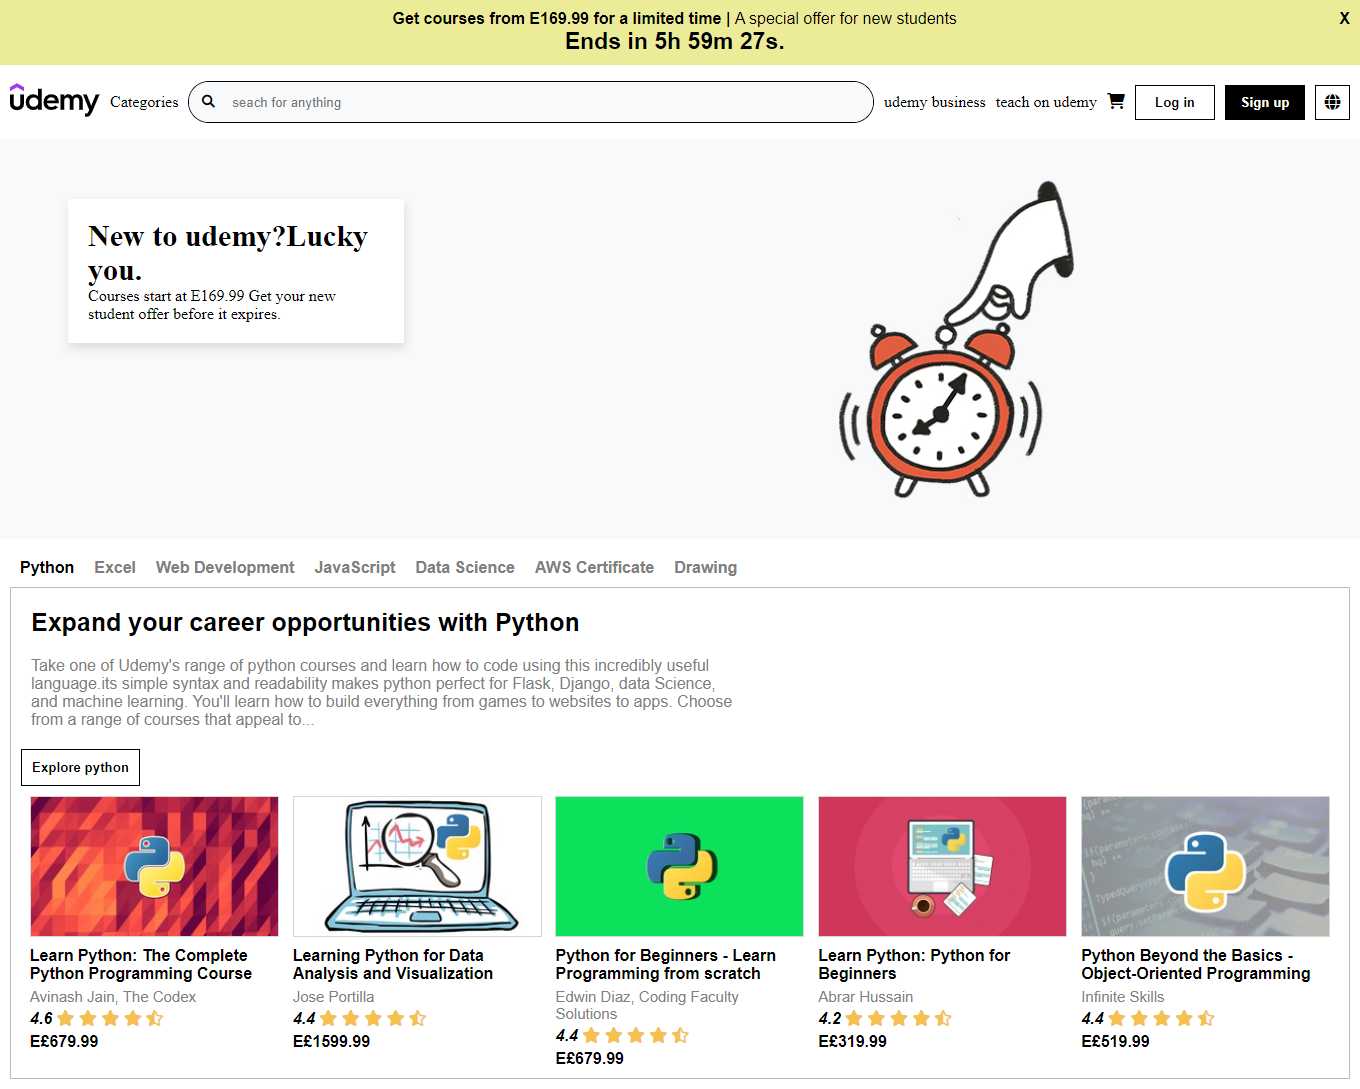 Get courses from E169.99 for a limited time | A special offer for new students
X
Ends in 5h 59m 27s.
udemy
Categories
seach for anything
udemy business
teach on udemy
Log in
Sign up
New to udemy?Lucky
you.
Courses start at E169.99 Get your new
student offer before it expires.
Python
Excel
Web Development
JavaScript
Data Science
AWS Certificate
Drawing
Expand your career opportunities with Python
Take one of Udemy's range of python courses and learn how to code using this incredibly useful
language.its simple syntax and readability makes python perfect for Flask, Django, data Science,
and machine learning. You'll learn how to build everything from games to websites to apps. Choose
from a range of courses that appeal to...
Explore python
Learn Python: The Complete
Python Programming Course
Avinash Jain, The Codex
4.6
E£679.99
Learning Python for Data
Analysis and Visualization
Jose Portilla
4.4
E£1599.99
Python for Beginners - Learn
Programming from scratch
Edwin Diaz, Coding Faculty
Solutions
4.4
E£679.99
Learn Python: Python for
Beginners
Abrar Hussain
4.2
E£319.99
Python Beyond the Basics -
Object-Oriented Programming
Infinite Skills
4.4
E£519.99